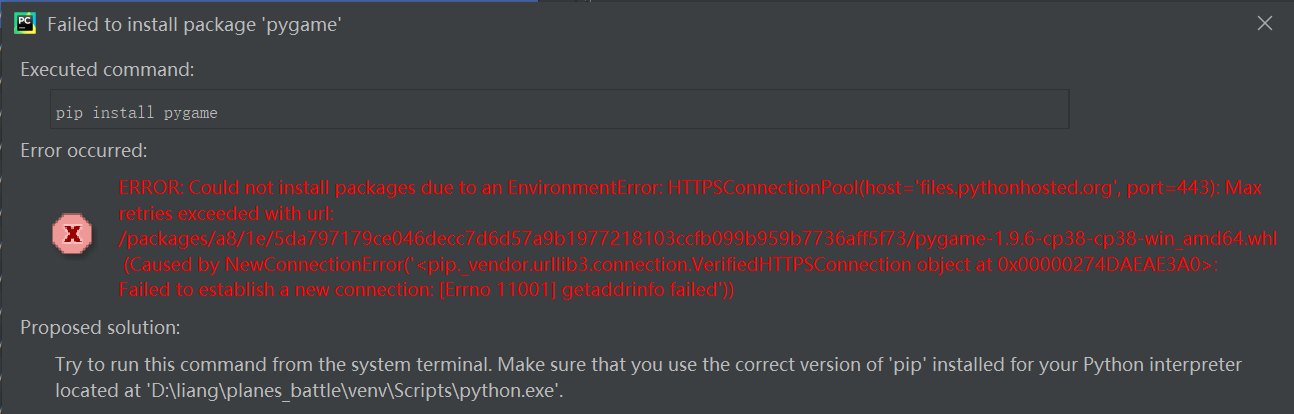 PC
Failed to install package 'pygame'
Executed command:
pip install pygame
Error occurred:
ERROR: Could not install packages due to an EnvironmentError: HTTPSConnectionPool(host='files.pythonhosted.org', port=443): Max
retries exceeded with url:
/packages/a8/1e/5da797179ce046decc7d6d57a9b1977218103ccfb099b959b7736aff5f73/pygame-1.9.6-cp38-cp38-win_amd64.whl
(Caused by NewConnectionError('<pip._vendor.urllib3.connection.VerifiedHTTPSConnection object at 0x00000274DAEAE3A0>:
Failed to establish a new connection: [Errno 11001] getaddrinfo failed'))
Proposed solution:
Try to run this command from the system terminal. Make sure that you use the correct version of 'pip' installed for your Python interpreter
located at 'D:\liang\planes_battle\venv\Scripts\python.exe'.